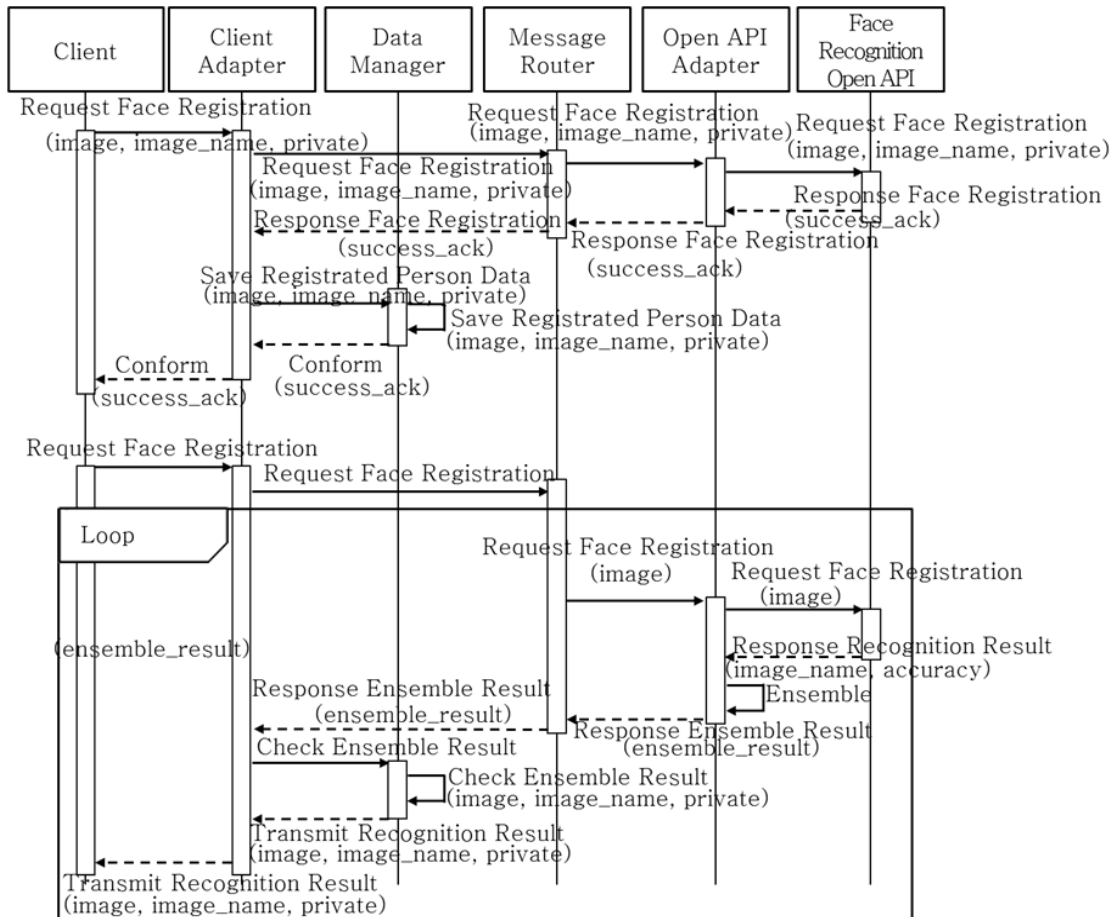 Client
Client
Adapter
Data
Manager
Message
Router
Open API
Adapter
Face
Recognition
Open API
Request Face Registration
(image, image_name, private)
Request Face Registration
(image, image_name, private)
Request Face Registration
(image, image_name, private)
Request Face Registration
(image, image_name, private)
Response Face Registration
(success_ack)
Response Face Registration
(success_ack)
Response Face Registration
(success_ack)
Save Registrated Person Data
(image, image_name, private)
Save Registrated Person Data
(image, image_name, private)
Conform
(success_ack)
Conform
(success_ack)
Request Face Registration
Request Face Registration
Loop
Request Face Registration
(image)
Request Face Registration
(image)
(ensemble_result)
Response Recognition Result
(image_name, accuracy)
Ensemble
Response Ensemble Result
(ensemble_result)
Response Ensemble Result
(ensemble_result)
Check Ensemble Result
Check Ensemble Result
(image, image_name, private)
Transmit Recognition Result
(image, image_name, private)
Transmit Recognition Result
(image, image_name, private)